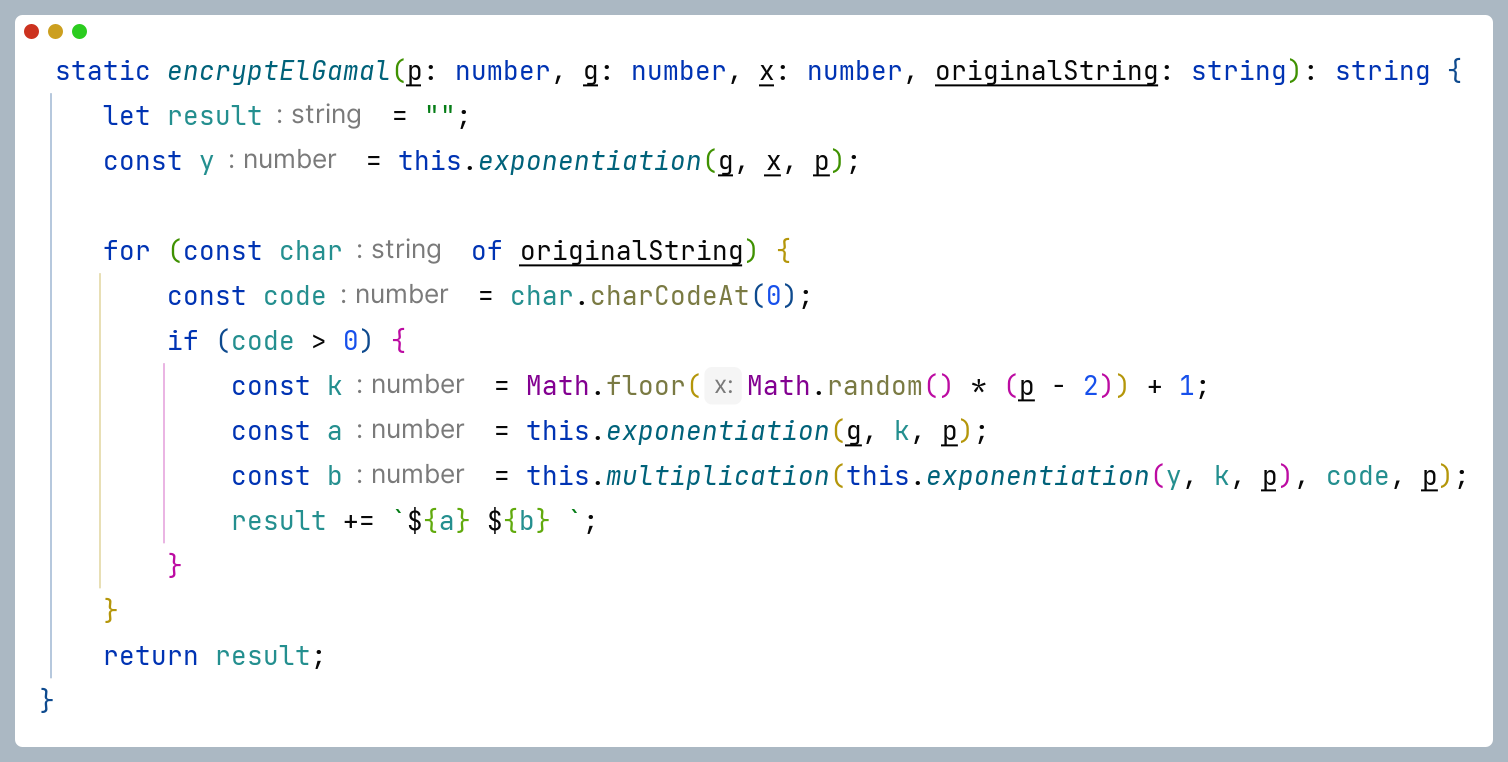 static encryptElGamal(p: number, g: number, x: number, originalString: string): string {
let result : string = "";
const y : number = this.exponentiation(g, x, p);
for (const char : string of originalString) {
const code : number = char.charCodeAt(0);
if (code > 0) {
const k : number = Math.floor( x: Math.random() * (p - 2)) + 1;
const a : number = this.exponentiation(g, k, p);
const b : number = this.multiplication(this.exponentiation(y, k, p), code, p);
result += `${a} ${b} `;
}
}
return result;
}